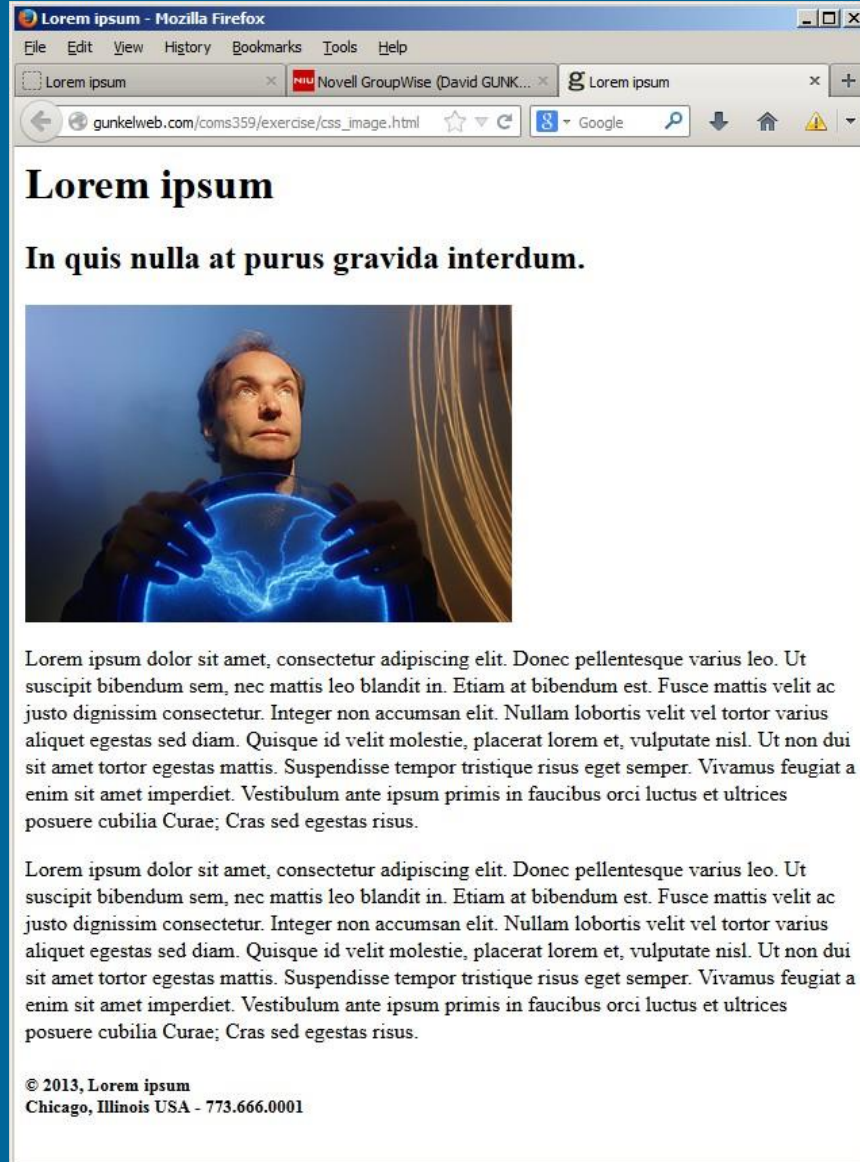 Lorem ipsum - Mozilla Firefox
File Edit View History Bookmarks Tools Help
Lorem ipsum
NIU Novell GroupWise (David GUNK...
g Lorem ipsum
gunkelweb.com/coms359/exercise/css_image.html
8 Google
Lorem ipsum
In quis nulla at purus gravida interdum.
Lorem ipsum dolor sit amet, consectetur adipiscing elit. Donec pellentesque varius leo. Ut
suscipit bibendum sem, nec mattis leo blandit in. Etiam at bibendum est. Fusce mattis velit ac
justo dignissim consectetur. Integer non accumsan elit. Nullam lobortis velit vel tortor varius
aliquet egestas sed diam. Quisque id velit molestie, placerat lorem et, vulputate nisl. Ut non dui
sit amet tortor egestas mattis. Suspendisse tempor tristique risus eget semper. Vivamus feugiat a
enim sit amet imperdiet. Vestibulum ante ipsum primis in faucibus orci luctus et ultrices
posuere cubilia Curae; Cras sed egestas risus.
Lorem ipsum dolor sit amet, consectetur adipiscing elit. Donec pellentesque varius leo. Ut
suscipit bibendum sem, nec mattis leo blandit in. Etiam at bibendum est. Fusce mattis velit ac
justo dignissim consectetur. Integer non accumsan elit. Nullam lobortis velit vel tortor varius
aliquet egestas sed diam. Quisque id velit molestie, placerat lorem et, vulputate nisl. Ut non dui
sit amet tortor egestas mattis. Suspendisse tempor tristique risus eget semper. Vivamus feugiat a
enim sit amet imperdiet. Vestibulum ante ipsum primis in faucibus orci luctus et ultrices
posuere cubilia Curae; Cras sed egestas risus.
© 2013, Lorem ipsum
Chicago, Illinois USA - 773.666.0001